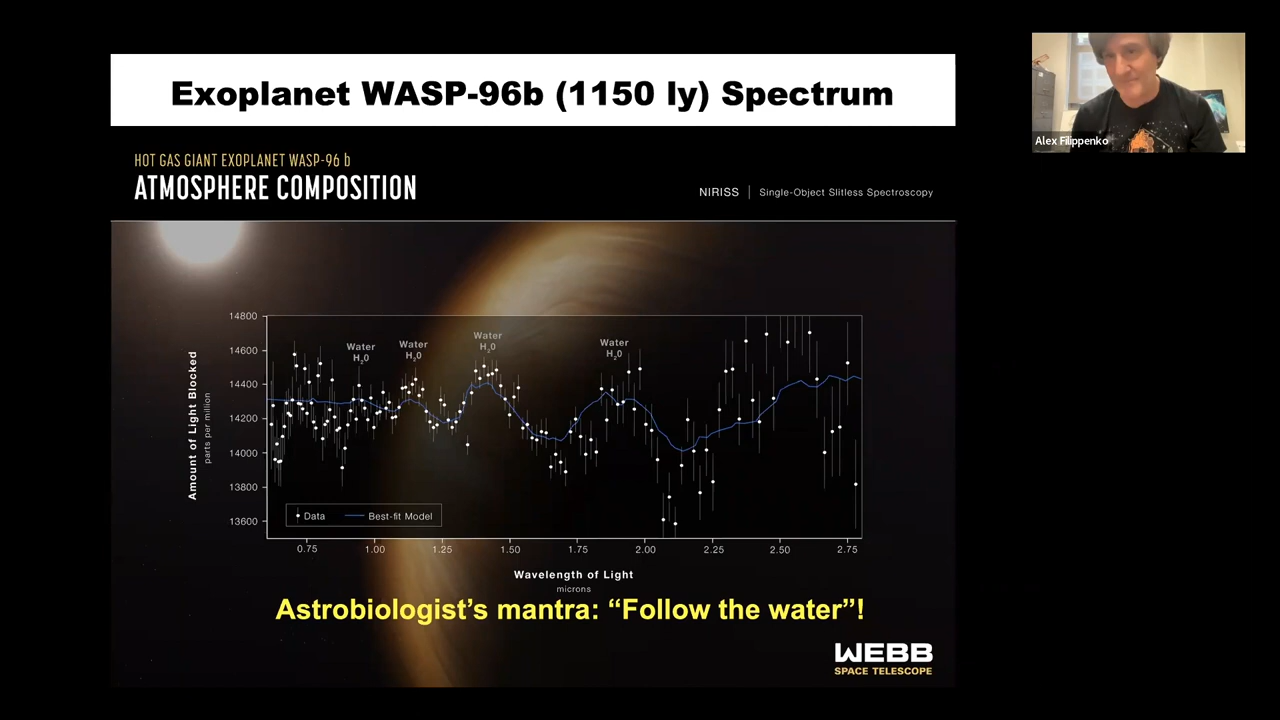 Exoplanet WASP-96b (1150 ly) Spectrum
Alex Filippenko
HOT GAS GIANT EXOPLANET WASP-96 b
ATMOSPHERE COMPOSITION
NIRISS | Single-Object Slitless Spectroscopy
14800
14600
14400
14200
14000
13800
13600
Amount of Light Blocked
parts per million
Water
H2O
Water
H2O
Water
H2O
Water
H2O
Data
Best-fit Model
0.75 1.00 1.25 1.50 1.75 2.00 2.25 2.50 2.75
Wavelength of Light
microns
Astrobiologist’s mantra: “Follow the water”!
WEBB
SPACE TELESCOPE